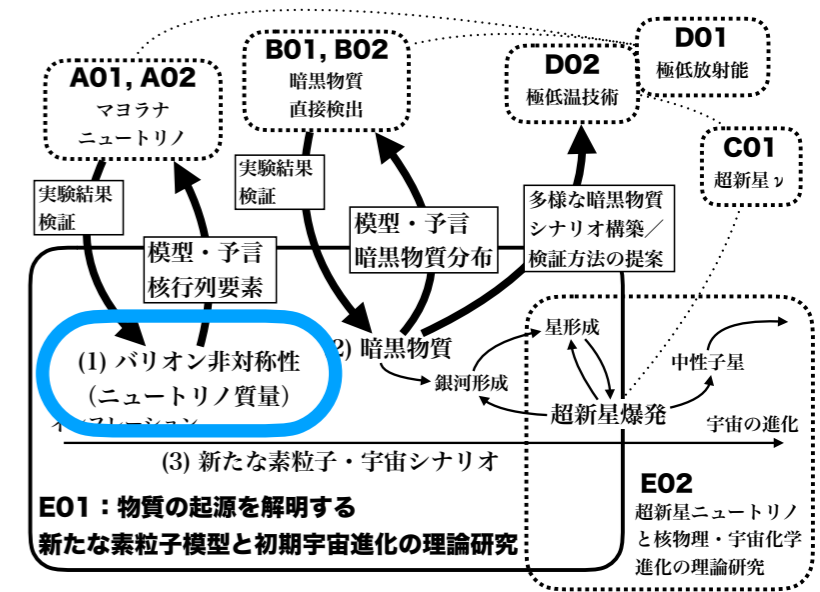 A01, A02
マヨラナ
ニュートリノ
B01, B02
暗黒物質
直接検出
D02
極低温技術
D01
極低放射能
C01
超新星ν
実験結果
検証
模型・予言
核行列要素
実験結果
検証
模型・予言
暗黒物質分布
多様な暗黒物質
シナリオ構築／
検証方法の提案
(1) バリオン非対称性
（ニュートリノ質量）
2) 暗黒物質
銀河形成
星形成
超新星爆発
中性子星
宇宙の進化
インフレーション
(3) 新たな素粒子・宇宙シナリオ
E01：物質の起源を解明する
新たな素粒子模型と初期宇宙進化の理論研究
E02
超新星ニュートリノ
と核物理・宇宙化学
進化の理論研究